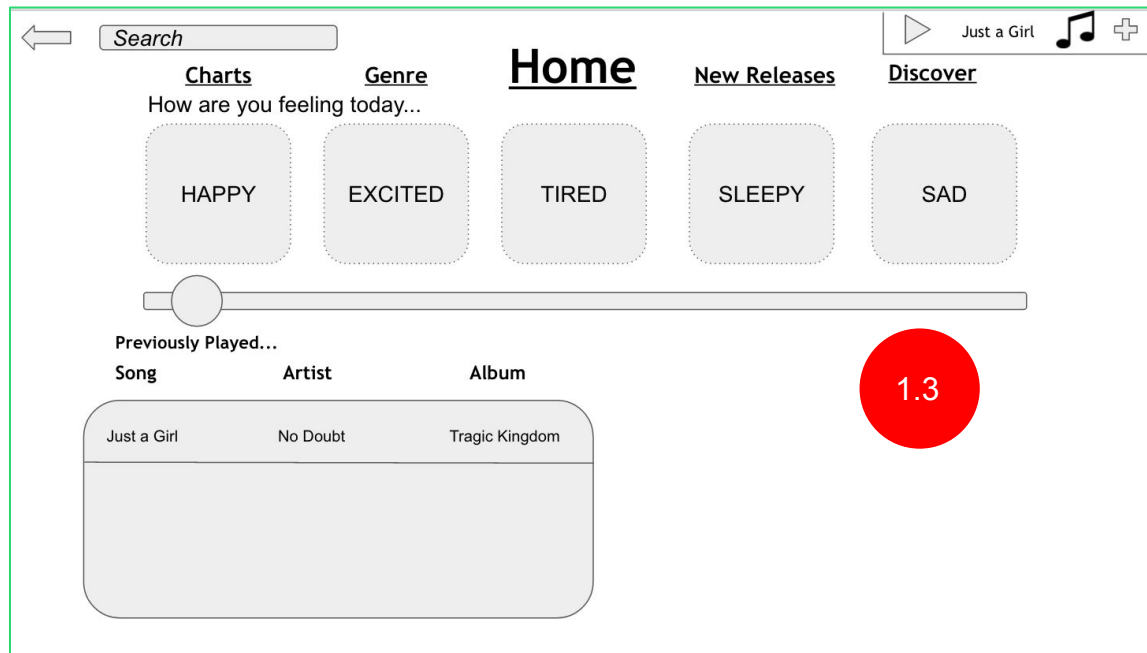 Search
Just a Girl
Charts Genre Home New Releases Discover
How are you feeling today...
HAPPY EXCITED TIRED SLEEPY SAD
Previously Played...
Song Artist Album
1.3
Just a Girl No Doubt Tragic Kingdom